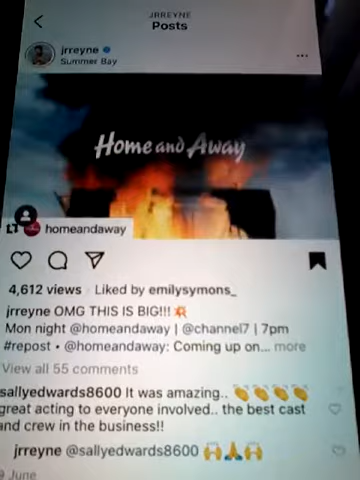 JRREYNE
Posts
jrreyne
Summer Bay
Home and Away
homeandaway
4,612 views · Liked by emilysymons_
jrreyne OMG THIS IS BIG!!! 💥
Mon night @homeandaway | @channel7 | 7pm
#repost • @homeandaway: Coming up on... more
View all 55 comments
sallyedwards8600 It was amazing.. 👏👏👏👏
great acting to everyone involved.. the best cast
and crew in the business!!
jrreyne @sallyedwards8600 🙌🙏🙌
9 June